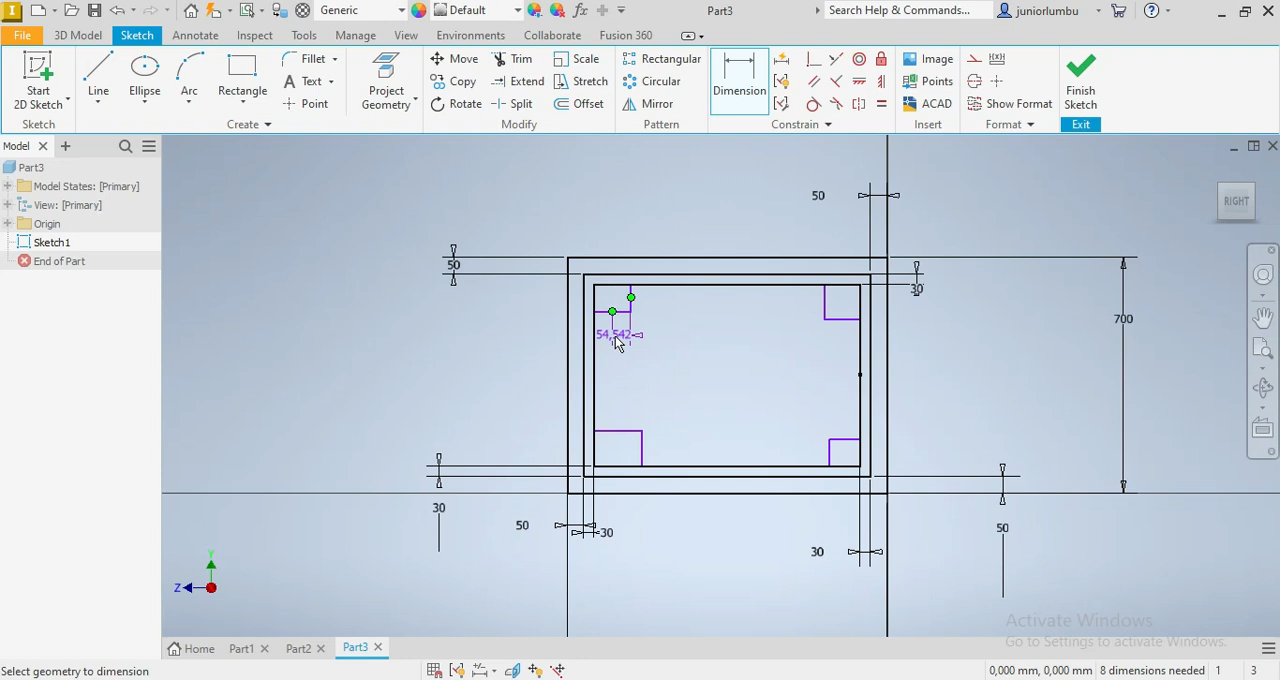 Generic
Default
Part3
Search Help & Commands...
juniorlumbu
File 3D Model Sketch Annotate Inspect Tools Manage View Environments Collaborate Fusion 360
Start
2D Sketch
Line
Ellipse
Arc
Rectangle
Fillet
Text
Point
Project
Geometry
Move
Copy
Rotate
Trim
Extend
Split
Scale
Stretch
Offset
Rectangular
Circular
Mirror
Dimension
Image
Points
ACAD
Show Format
Finish
Sketch
Sketch Create Modify Pattern Constrain Insert Format Exit
Model
Part3
Model States: [Primary]
View: [Primary]
Origin
Sketch1
End of Part
RIGHT
50
50
30
700
54,542
30
50
30
50
30
Y
Z
Activate Windows
Go to Settings to activate Windows.
Home Part1 Part2 Part3
Select geometry to dimension
0,000 mm, 0,000 mm 8 dimensions needed 1 3